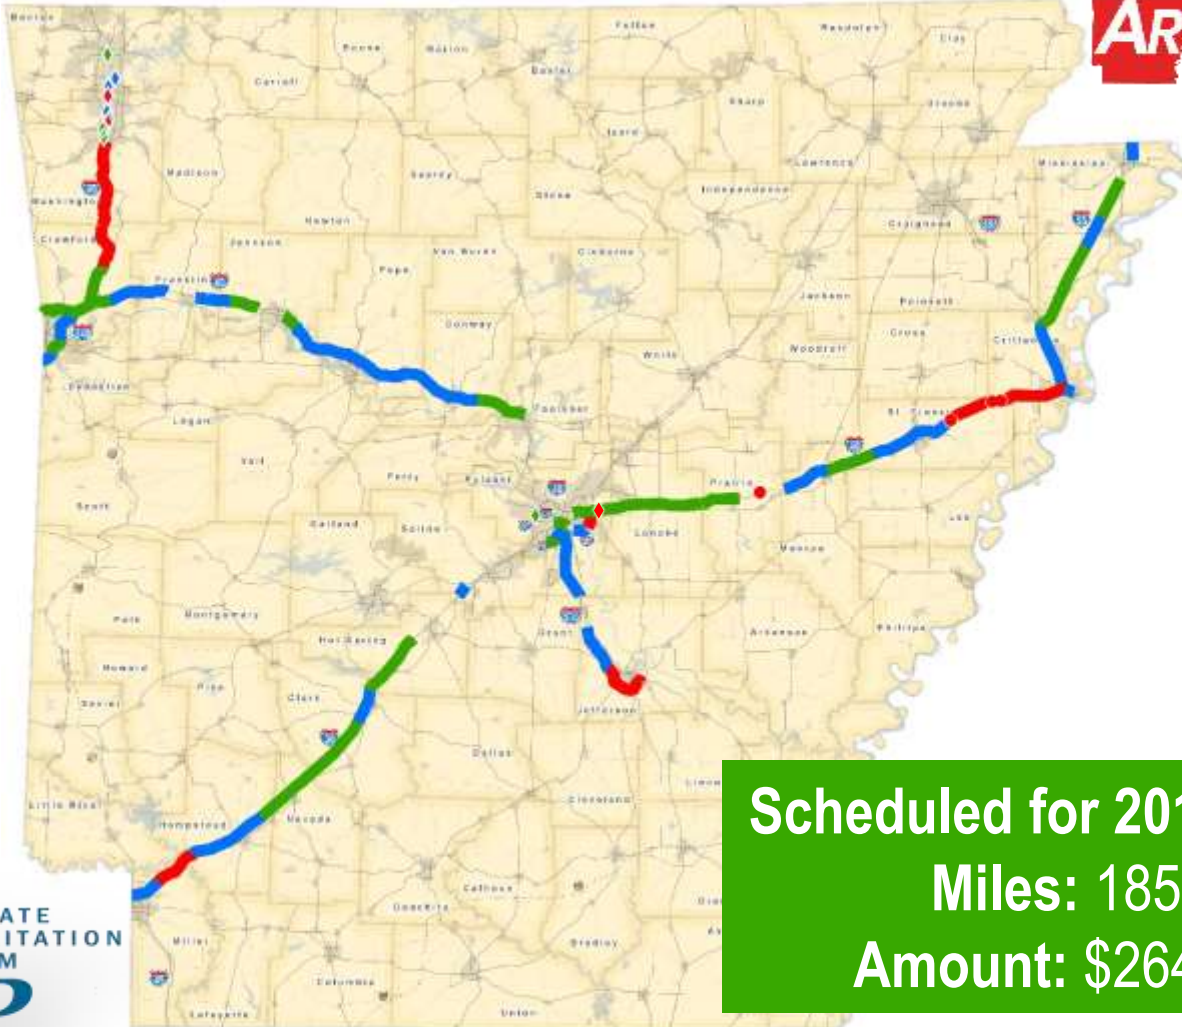 AR
Benton
Boone
Marion
Fulton
Randolph
Clay
Carroll
Baxter
Sharp
Greene
Izard
Lawrence
Mississippi
Madison
Searcy
Stone
Independence
Washington
Newton
Craighead
Crawford
Johnson
Van Buren
Cleburne
Franklin
Pope
Jackson
Poinsett
Conway
Cross
White
Woodruff
Crittenden
Sebastian
Logan
Faulkner
St. Francis
Yell
Perry
Pulaski
Prairie
Scott
Garland
Saline
Lonoke
Lee
Monroe
Polk
Montgomery
Hot Spring
Grant
Arkansas
Phillips
Howard
Pike
Clark
Sevier
Jefferson
Dallas
Little River
Hempstead
Nevada
Cleveland
Calhoun
Ouachita
Bradley
Miller
Columbia
Lafayette
Union
Scheduled for 201
Miles: 185
Amount: $264
ATE
ITATION
M